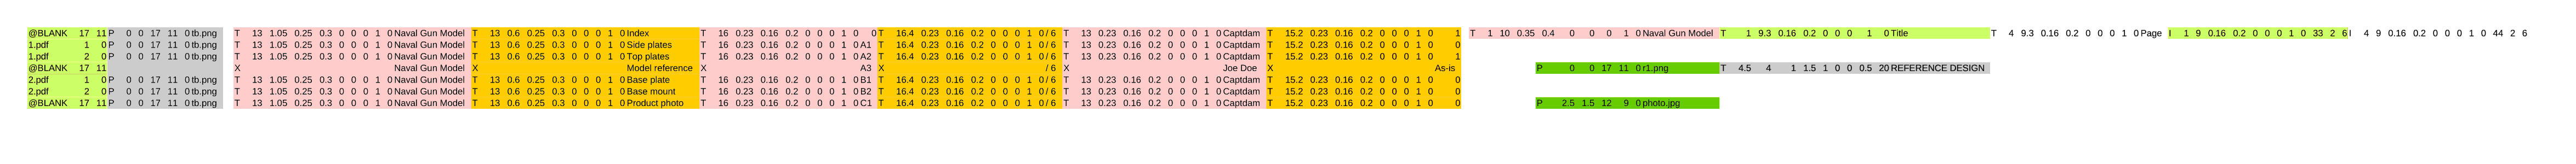 @BLANK 17 11 P 0 0 17 11 0 tb.png T 13 1.05 0.25 0.3 0 0 0 1 0 Naval Gun Model T 13 0.6 0.25 0.3 0 0 0 1 0 Index T 16 0.23 0.16 0.2 0 0 0 1 0 0 T 16.4 0.23 0.16 0.2 0 0 0 1 0 / 6 T 13 0.23 0.16 0.2 0 0 0 1 0 Captdam T 15.2 0.23 0.16 0.2 0 0 0 1 0 1 T 1 10 0.35 0.4 0 0 0 1 0 Naval Gun Model T 1 9.3 0.16 0.2 0 0 0 1 0 Title T 4 9.3 0.16 0.2 0 0 0 1 0 Page I 1 9 0.16 0.2 0 0 0 1 0 33 2 6 I 4 9 0.16 0.2 0 0 0 1 0 44 2 6
1.pdf 1 0 P 0 0 17 11 0 tb.png T 13 1.05 0.25 0.3 0 0 0 1 0 Naval Gun Model T 13 0.6 0.25 0.3 0 0 0 1 0 Side plates T 16 0.23 0.16 0.2 0 0 0 1 0 A1 T 16.4 0.23 0.16 0.2 0 0 0 1 0 / 6 T 13 0.23 0.16 0.2 0 0 0 1 0 Captdam T 15.2 0.23 0.16 0.2 0 0 0 1 0 0
1.pdf 2 0 P 0 0 17 11 0 tb.png T 13 1.05 0.25 0.3 0 0 0 1 0 Naval Gun Model T 13 0.6 0.25 0.3 0 0 0 1 0 Top plates T 16 0.23 0.16 0.2 0 0 0 1 0 A2 T 16.4 0.23 0.16 0.2 0 0 0 1 0 / 6 T 13 0.23 0.16 0.2 0 0 0 1 0 Captdam T 15.2 0.23 0.16 0.2 0 0 0 1 0 1
@BLANK 17 11 P 0 0 17 11 0 tb.png X Naval Gun Model X Model reference X A3 X / 6 X Joe Doe X As-is P 0 0 17 11 0 r1.png T 4.5 4 1 1.5 1 0 0 0.5 20 REFERENCE DESIGN
2.pdf 1 0 P 0 0 17 11 0 tb.png T 13 1.05 0.25 0.3 0 0 0 1 0 Naval Gun Model T 13 0.6 0.25 0.3 0 0 0 1 0 Base plate T 16 0.23 0.16 0.2 0 0 0 1 0 B1 T 16.4 0.23 0.16 0.2 0 0 0 1 0 / 6 T 13 0.23 0.16 0.2 0 0 0 1 0 Captdam T 15.2 0.23 0.16 0.2 0 0 0 1 0 0
2.pdf 2 0 P 0 0 17 11 0 tb.png T 13 1.05 0.25 0.3 0 0 0 1 0 Naval Gun Model T 13 0.6 0.25 0.3 0 0 0 1 0 Base mount T 16 0.23 0.16 0.2 0 0 0 1 0 B2 T 16.4 0.23 0.16 0.2 0 0 0 1 0 / 6 T 13 0.23 0.16 0.2 0 0 0 1 0 Captdam T 15.2 0.23 0.16 0.2 0 0 0 1 0 0
@BLANK 17 11 P 0 0 17 11 0 tb.png T 13 1.05 0.25 0.3 0 0 0 1 0 Naval Gun Model T 13 0.6 0.25 0.3 0 0 0 1 0 Product photo T 16 0.23 0.16 0.2 0 0 0 1 0 C1 T 16.4 0.23 0.16 0.2 0 0 0 1 0 / 6 T 13 0.23 0.16 0.2 0 0 0 1 0 Captdam T 15.2 0.23 0.16 0.2 0 0 0 1 0 0 P 2.5 1.5 12 9 0 photo.jpg